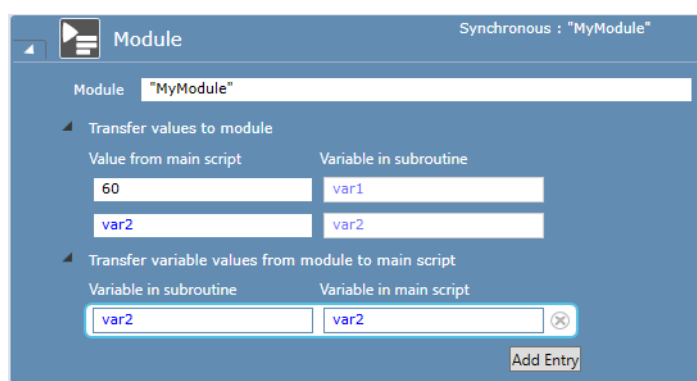 Module
Synchronous : "MyModule"
Module "MyModule"
Transfer values to module
Value from main script Variable in subroutine
60 var1
var2 var2
Transfer variable values from module to main script
Variable in subroutine Variable in main script
var2 var2
Add Entry